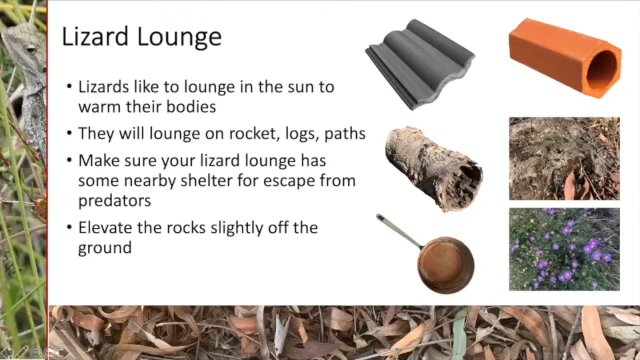 Lizard Lounge
• Lizards like to lounge in the sun to
warm their bodies
• They will lounge on rocket, logs, paths
• Make sure your lizard lounge has
some nearby shelter for escape from
predators
• Elevate the rocks slightly off the
ground